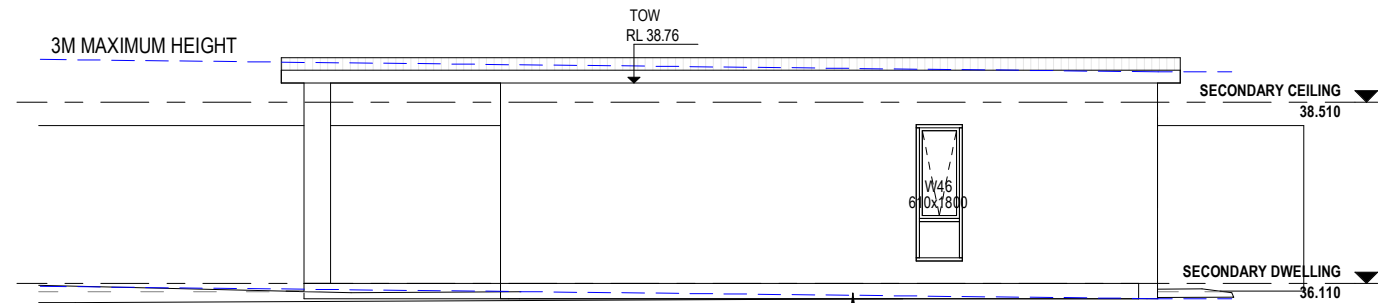 TOW
RL 38.76
3M MAXIMUM HEIGHT
SECONDARY CEILING
38.510
W46
610x1800
SECONDARY DWELLING
36.110